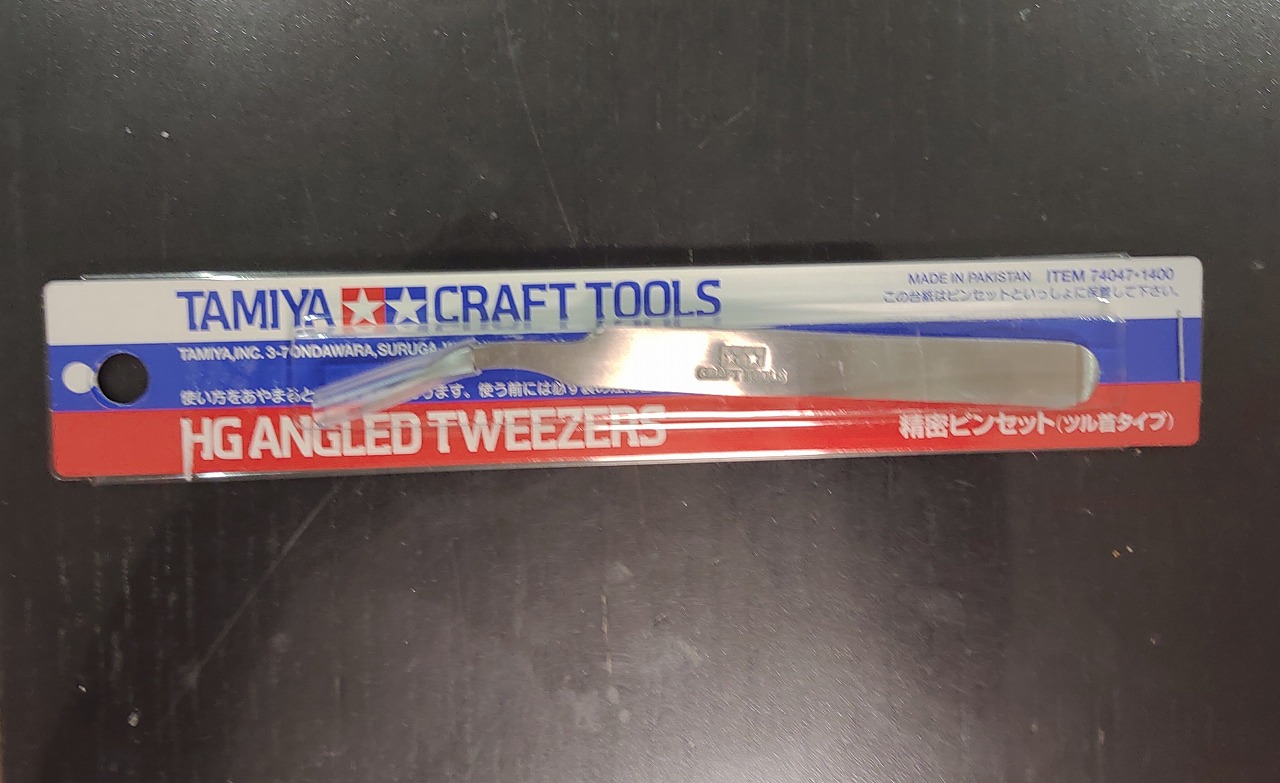 TAMIYA CRAFT TOOLS
MADE IN PAKISTAN ITEM 74047・1400
この台紙はピンセットといっしょに保管して下さい。
TAMIYA,INC. 3-7 ONDAWARA,SURUGA
使い方をあやまると ます。使う前には必ず
CRAFT TOOLS
HG ANGLED TWEEZERS
精密ピンセット(ツル首タイプ)